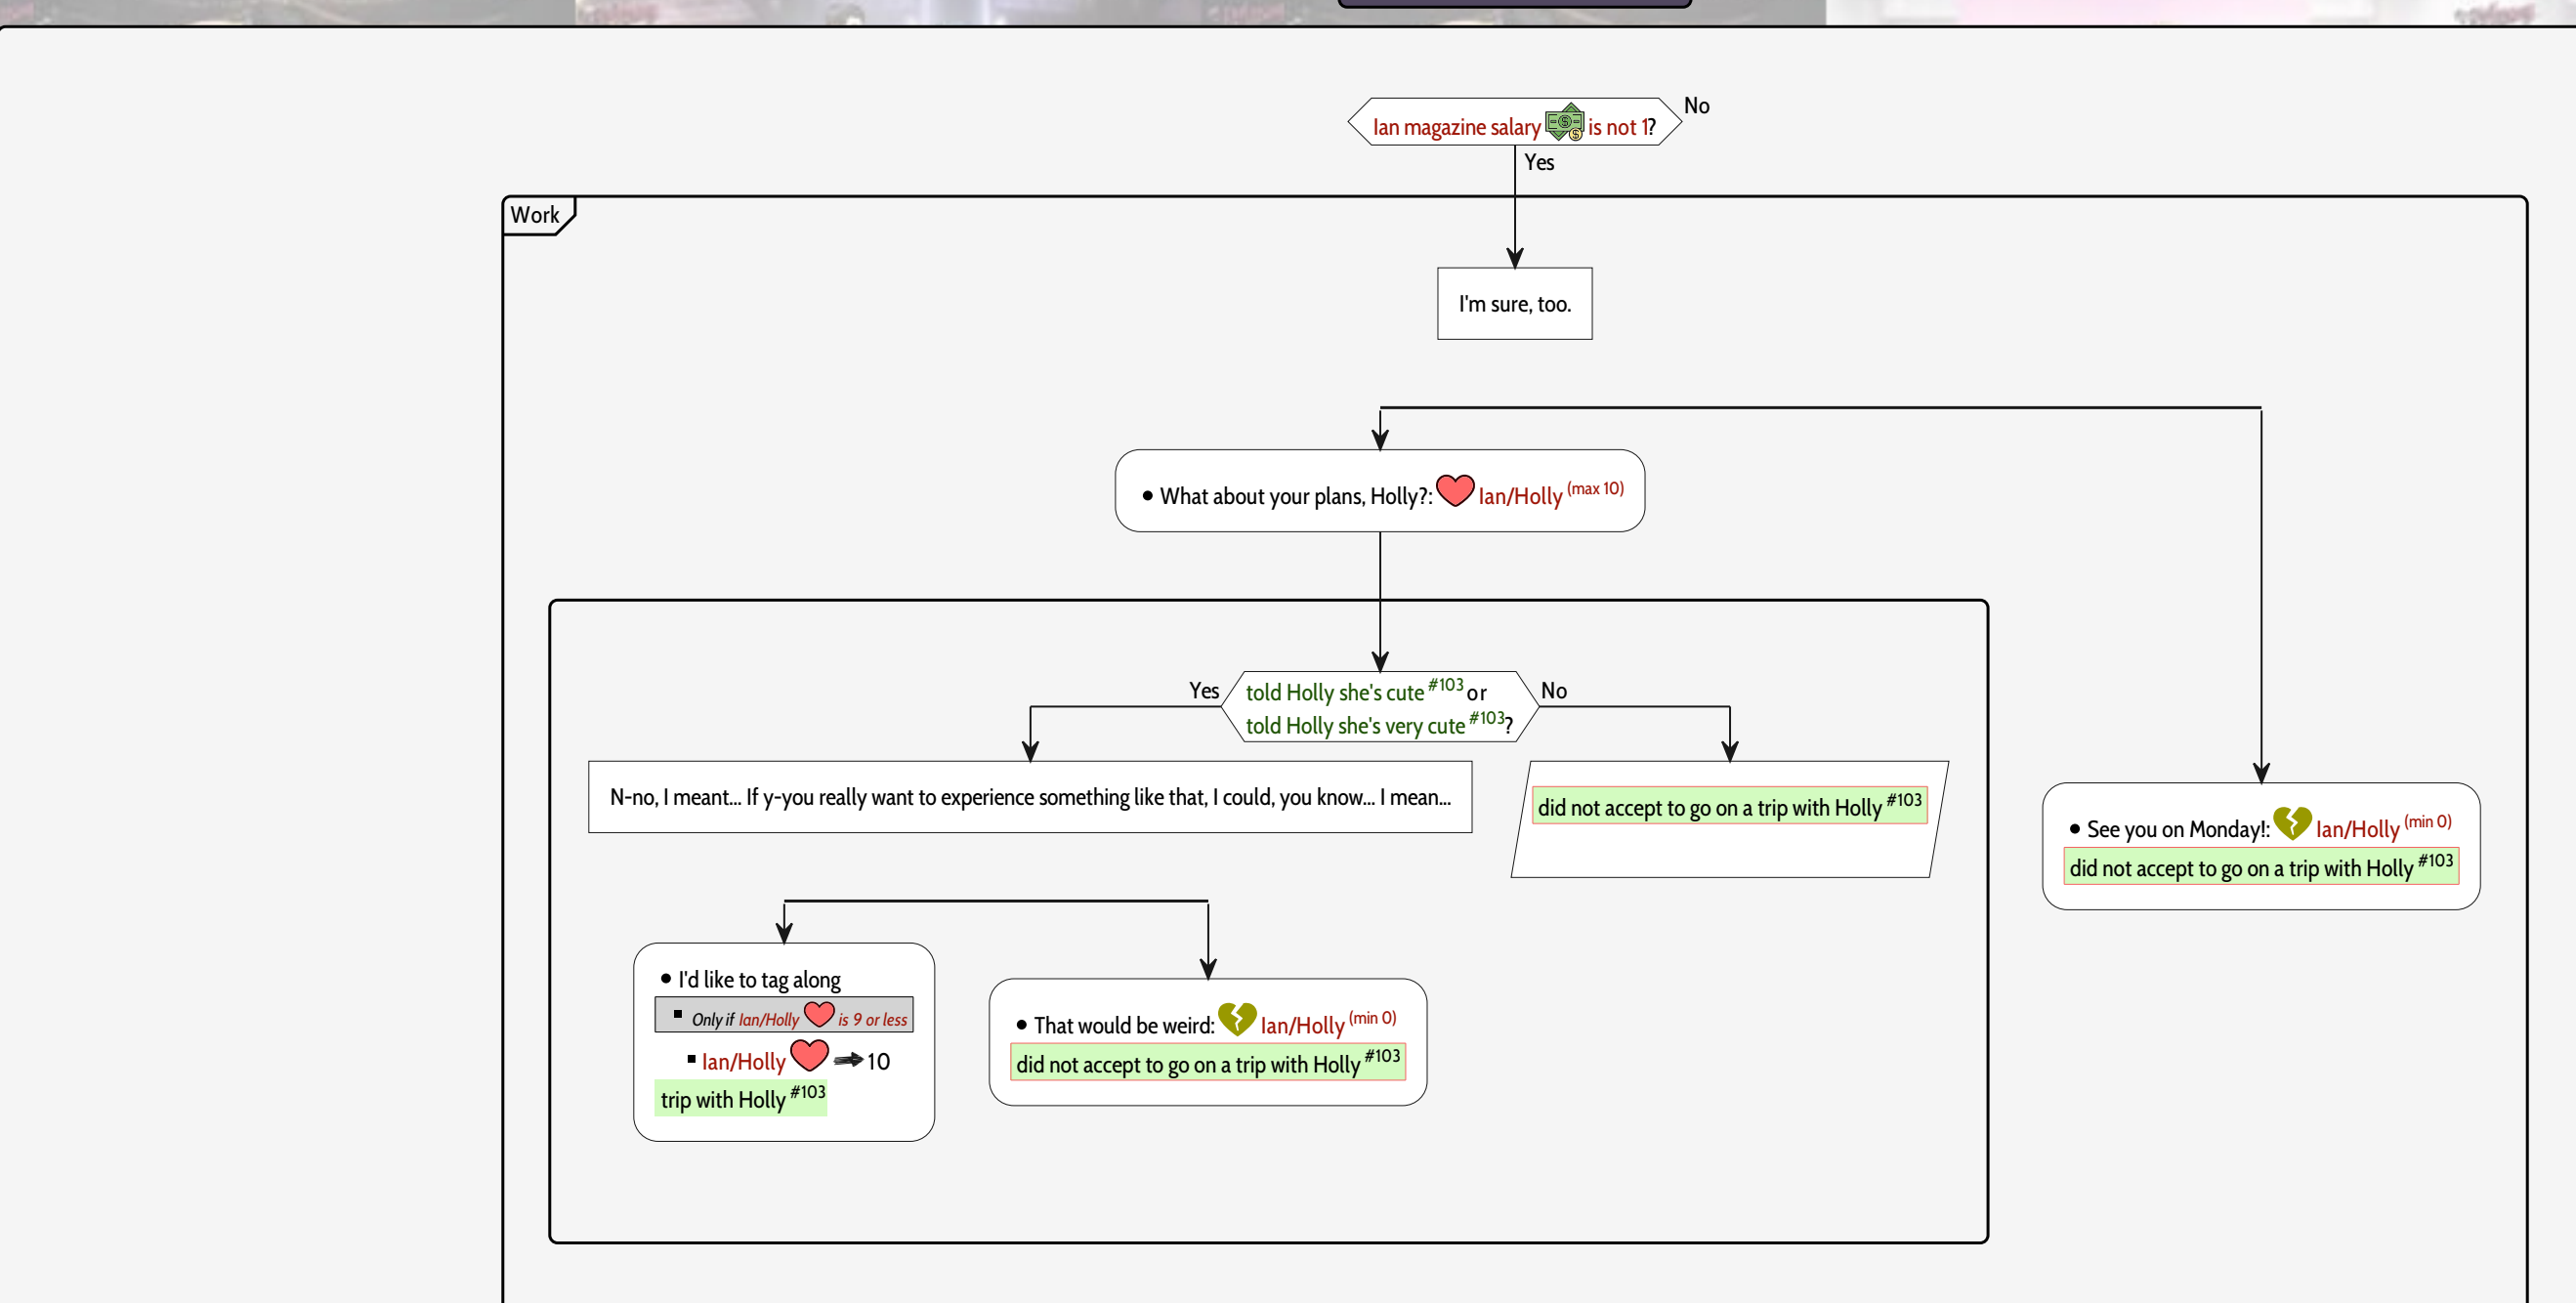 No
Ian magazine salary is not 1?
Yes
Work
I'm sure, too.
• What about your plans, Holly?: Ian/Holly (max 10)
Yes
told Holly she's cute #103 or
told Holly she's very cute #103?
No
N-no, I meant... If y-you really want to experience something like that, I could, you know... I mean...
did not accept to go on a trip with Holly #103
• See you on Monday!: Ian/Holly (min 0)
did not accept to go on a trip with Holly #103
• I'd like to tag along
▪ Only if Ian/Holly is 9 or less
▪ Ian/Holly 10
trip with Holly #103
• That would be weird: Ian/Holly (min 0)
did not accept to go on a trip with Holly #103